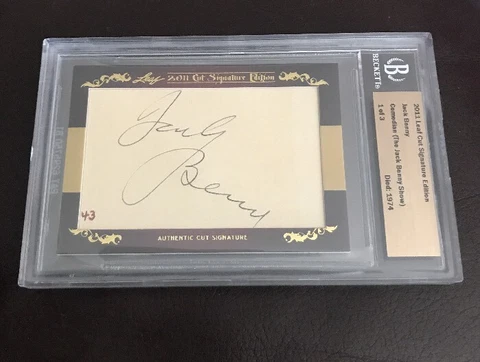 Leaf 2011 Cut Signature Edition
Jack
Benny
43
AUTHENTIC CUT SIGNATURE
BECKETT
B
2011 Leaf Cut Signature Edition
Jack Benny
Comedian (The Jack Benny Show)
1 of 3
Died: 1974